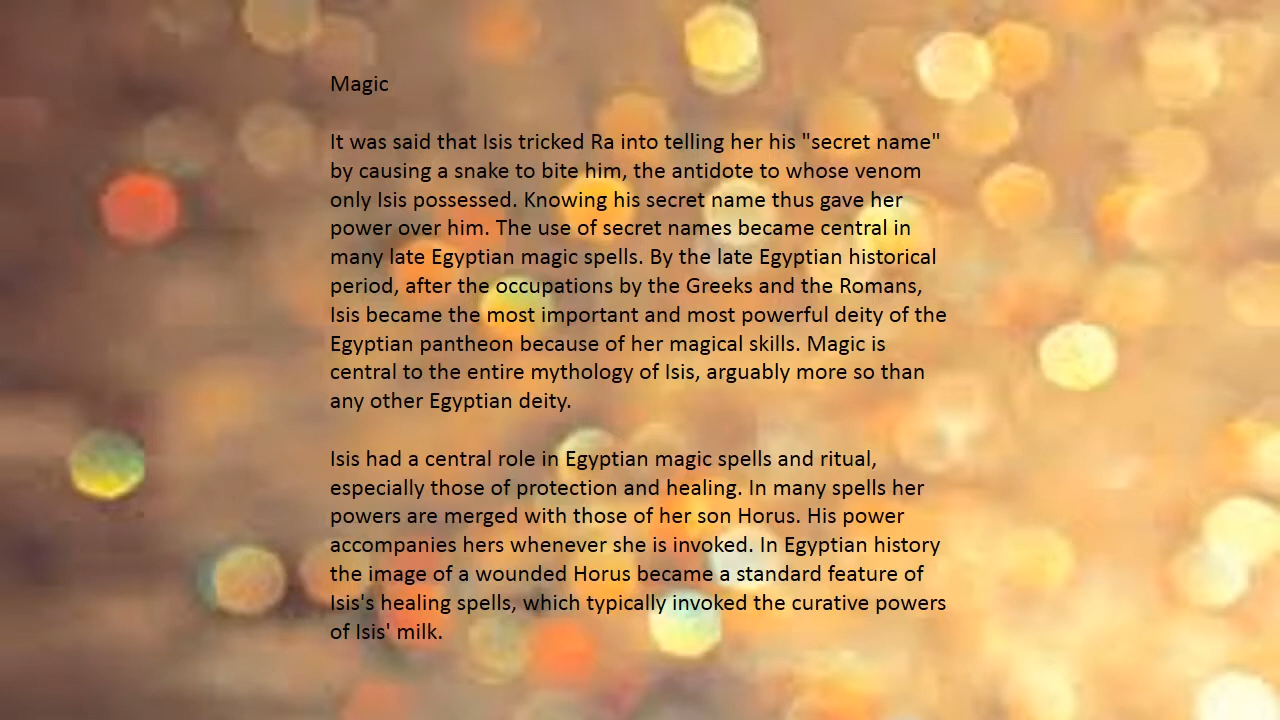 Magic
It was said that Isis tricked Ra into telling her his "secret name"
by causing a snake to bite him, the antidote to whose venom
only Isis possessed. Knowing his secret name thus gave her
power over him. The use of secret names became central in
many late Egyptian magic spells. By the late Egyptian historical
period, after the occupations by the Greeks and the Romans,
Isis became the most important and most powerful deity of the
Egyptian pantheon because of her magical skills. Magic is
central to the entire mythology of Isis, arguably more so than
any other Egyptian deity.
Isis had a central role in Egyptian magic spells and ritual,
especially those of protection and healing. In many spells her
powers are merged with those of her son Horus. His power
accompanies hers whenever she is invoked. In Egyptian history
the image of a wounded Horus became a standard feature of
Isis's healing spells, which typically invoked the curative powers
of Isis' milk.